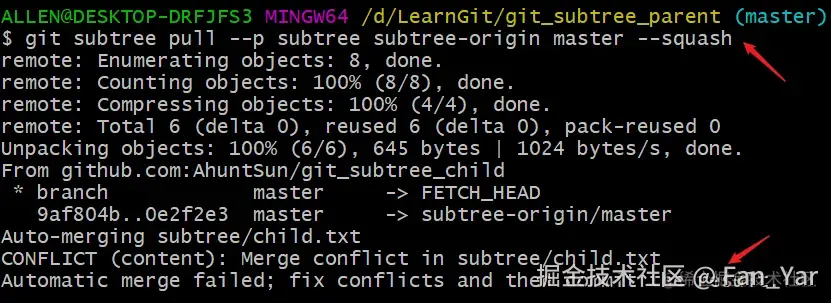 ALLEN@DESKTOP-DRFJFS3 MINGW64 /d/LearnGit/git_subtree_parent (master)
$ git subtree pull --p subtree subtree-origin master --squash
remote: Enumerating objects: 8, done.
remote: Counting objects: 100% (8/8), done.
remote: Compressing objects: 100% (4/4), done.
remote: Total 6 (delta 0), reused 6 (delta 0), pack-reused 0
Unpacking objects: 100% (6/6), 645 bytes | 1024 bytes/s, done.
From github.com:AhuntSun/git_subtree_child
 * branch            master     -> FETCH_HEAD
   9af804b..0e2f2e3  master     -> subtree-origin/master
Auto-merging subtree/child.txt
CONFLICT (content): Merge conflict in subtree/child.txt
Automatic merge failed; fix conflicts and then
掘金技术社区 @ Fan_Yar